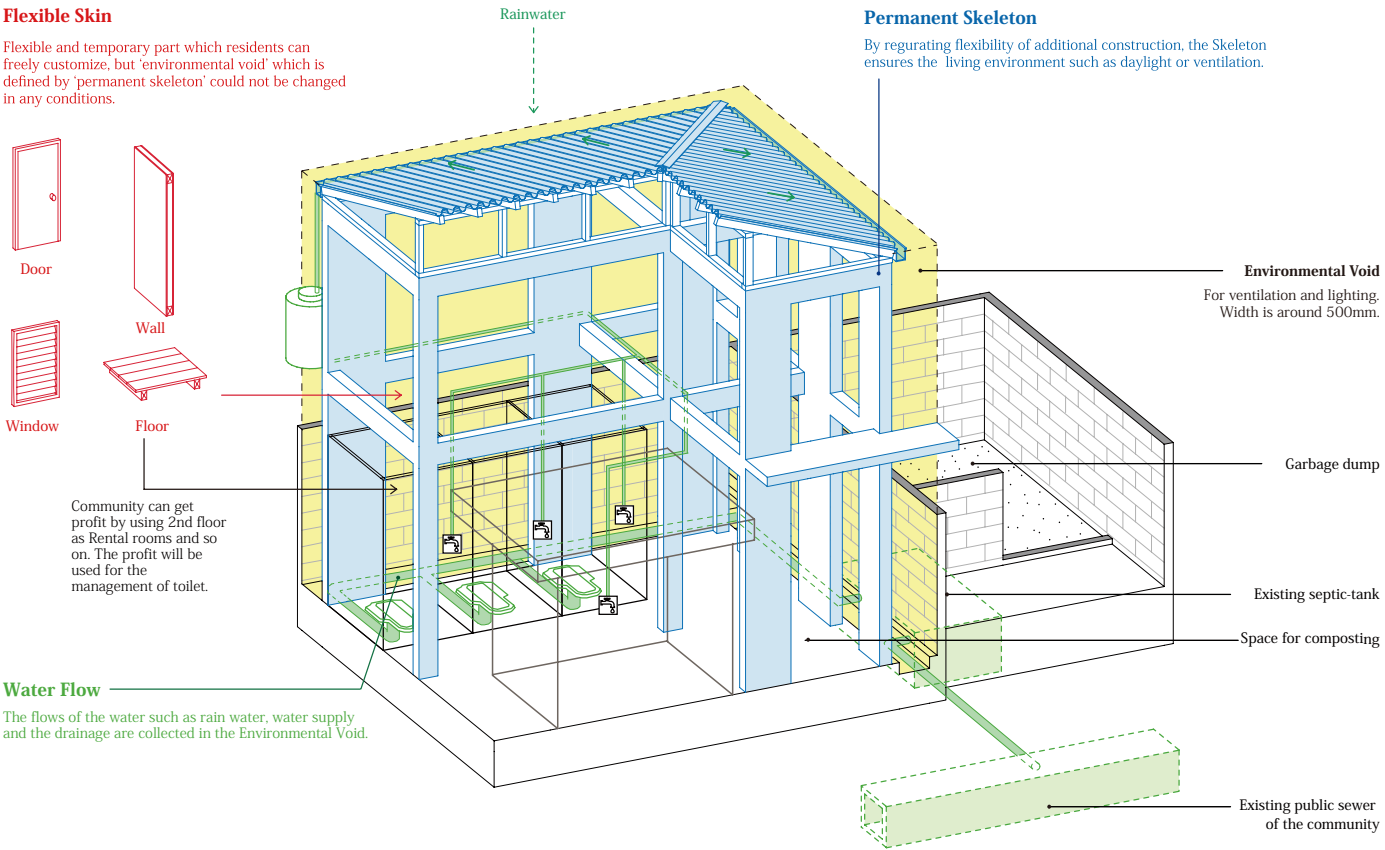 Flexible Skin
Flexible and temporary part which residents can
freely customize, but ‘environmental void’ which is
defined by ‘permanent skeleton’ could not be changed
in any conditions.
Rainwater
Permanent Skeleton
By regurating flexibility of additional construction, the Skeleton
ensures the living environment such as daylight or ventilation.
Door
Wall
Window
Floor
Community can get
profit by using 2nd floor
as Rental rooms and so
on. The profit will be
used for the
management of toilet.
Water Flow
The flows of the water such as rain water, water supply
and the drainage are collected in the Environmental Void.
Environmental Void
For ventilation and lighting.
Width is around 500mm.
Garbage dump
Existing septic-tank
Space for composting
Existing public sewer
of the community